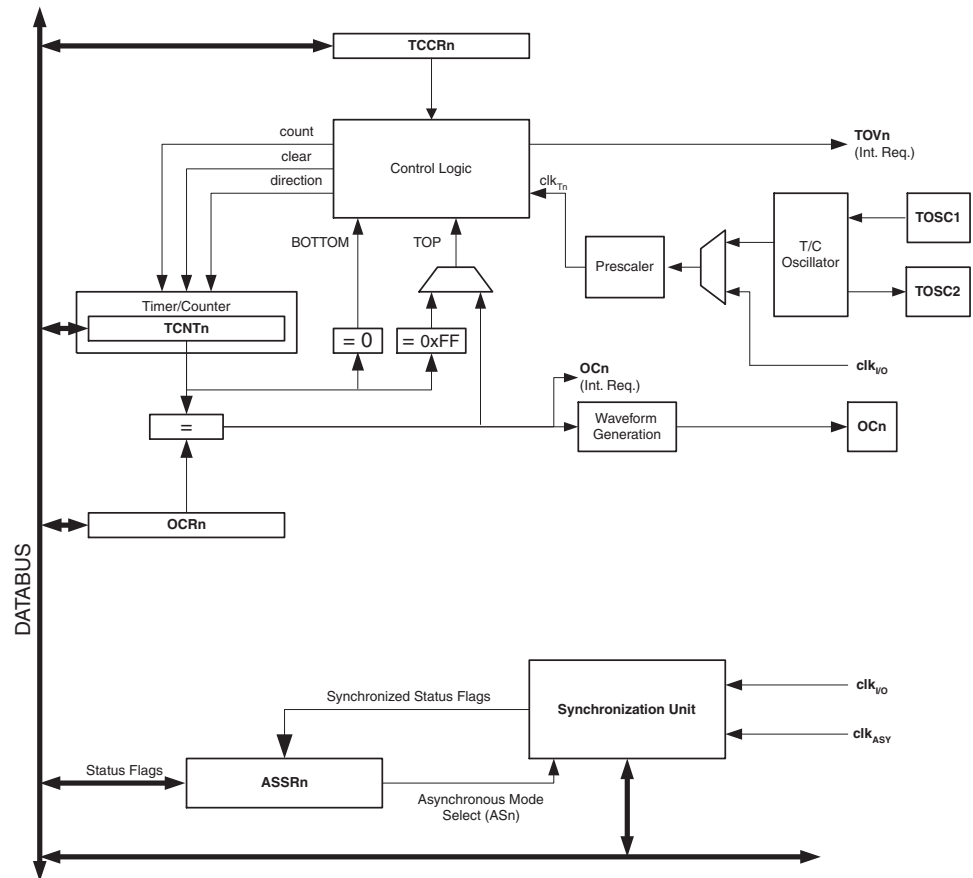 TCCRn
count
clear
direction
Control Logic
TOVn
(Int. Req.)
clkTn
BOTTOM
TOP
Prescaler
T/C
Oscillator
TOSC1
TOSC2
Timer/Counter
TCNTn
= 0
= 0xFF
clkI/O
OCn
(Int. Req.)
=
Waveform
Generation
OCn
OCRn
DATABUS
Synchronized Status Flags
Synchronization Unit
clkI/O
clkASY
Status Flags
ASSRn
Asynchronous Mode
Select (ASn)